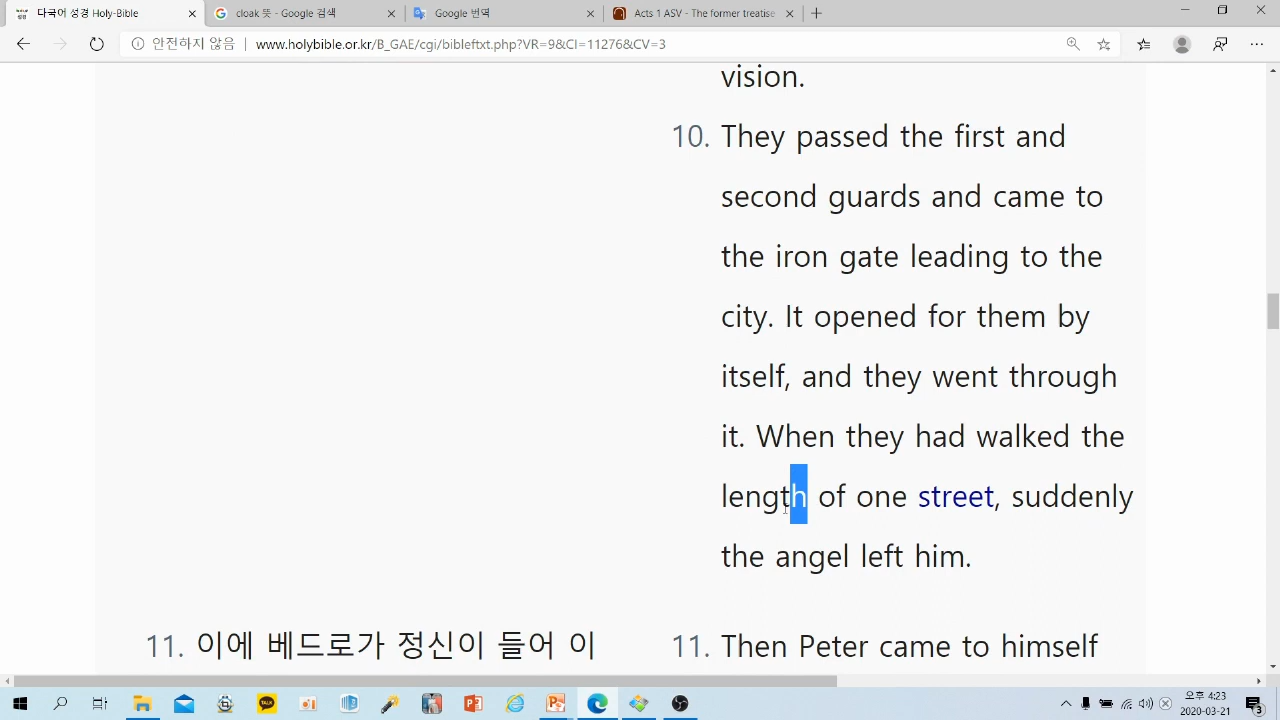 다국어 성경 Holy-Bible
cloak 뜻 - Google 검색
Google 번역
Acts 1 ASV - The former treatise
안전하지 않음
www.holybible.or.kr/B_GAE/cgi/bibleftxt.php?VR=9&CI=11276&CV=3
vision.
10. They passed the first and
second guards and came to
the iron gate leading to the
city. It opened for them by
itself, and they went through
it. When they had walked the
length of one street, suddenly
the angel left him.
11. 이에 베드로가 정신이 들어 이
11. Then Peter came to himself
TALK
오후 4:23
2020-03-21
3